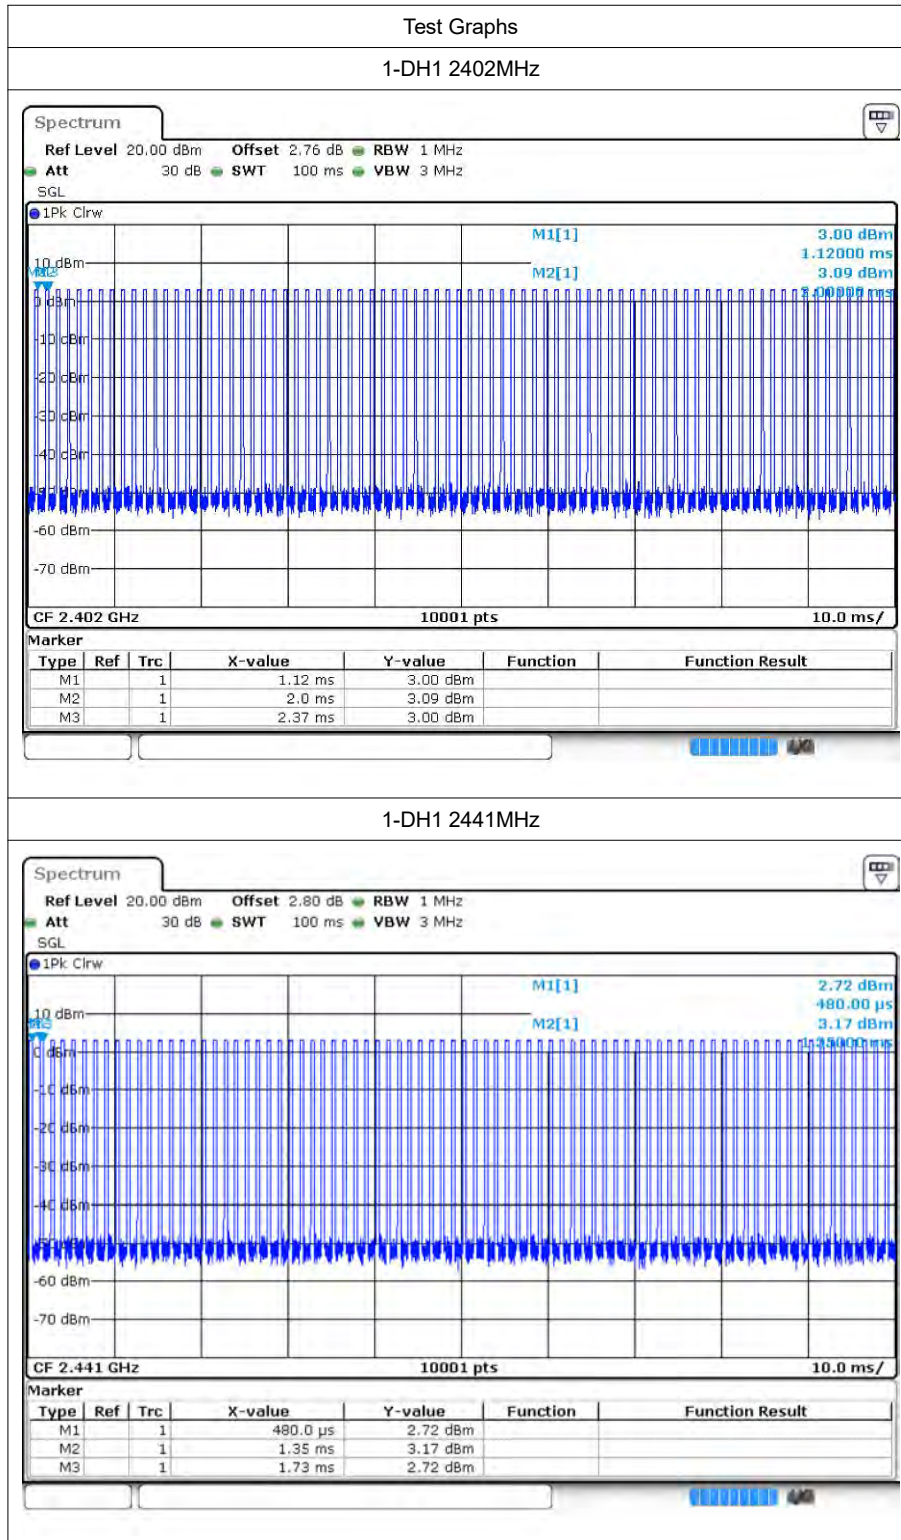 Test Graphs
1-DH1 2402MHz
Spectrum
Ref Level 20.00 dBm Offset 2.76 dB RBW 1 MHz
Att 30 dB SWT 100 ms VBW 3 MHz
SGL
1Pk Clrw
M1[1] 3.00 dBm
1.12000 ms
10 dBm
M2[1] 3.09 dBm
2.00000 ms
0 dBm
-10 dBm
-20 dBm
-30 dBm
-40 dBm
-60 dBm
-70 dBm
CF 2.402 GHz 10001 pts 10.0 ms/
Marker
Type Ref Trc X-value Y-value Function Function Result
M1 1 1.12 ms 3.00 dBm
M2 1 2.0 ms 3.09 dBm
M3 1 2.37 ms 3.00 dBm
1-DH1 2441MHz
Spectrum
Ref Level 20.00 dBm Offset 2.80 dB RBW 1 MHz
Att 30 dB SWT 100 ms VBW 3 MHz
SGL
1Pk Clrw
M1[1] 2.72 dBm
480.00 µs
10 dBm
M2[1] 3.17 dBm
1.35000 ms
0 dBm
-10 dBm
-20 dBm
-30 dBm
-40 dBm
-60 dBm
-70 dBm
CF 2.441 GHz 10001 pts 10.0 ms/
Marker
Type Ref Trc X-value Y-value Function Function Result
M1 1 480.0 µs 2.72 dBm
M2 1 1.35 ms 3.17 dBm
M3 1 1.73 ms 2.72 dBm